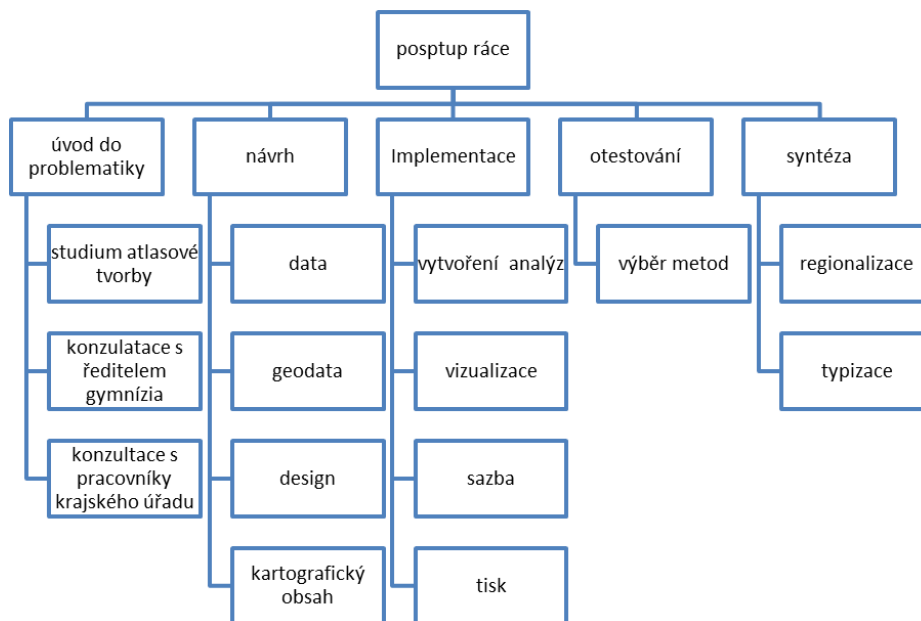 posptup ráce
úvod do
problematiky
návrh
Implementace
otestování
syntéza
studium atlasové
tvorby
data
vytvoření analýz
výběr metod
regionalizace
konzulatace s
ředitelem
gymnízia
geodata
vizualizace
typizace
konzultace s
pracovníky
krajského úřadu
design
sazba
kartografický
obsah
tisk